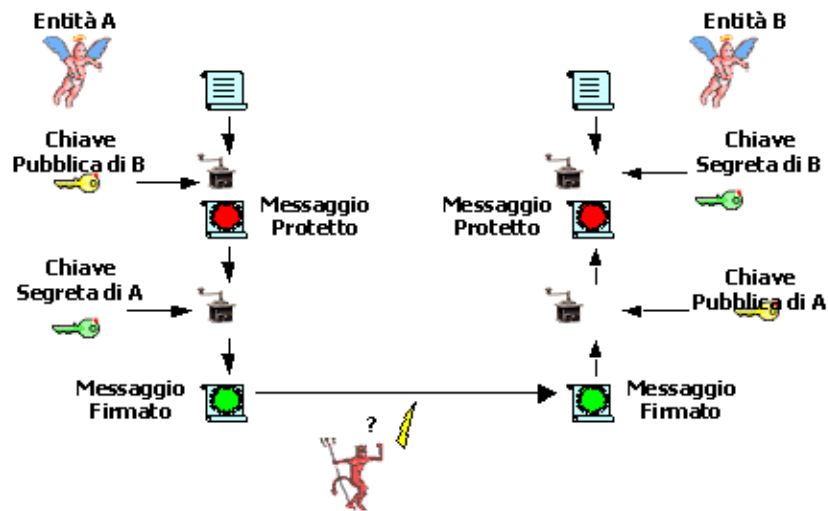 Entità A
Entità B
Chiave
Pubblica di B
Chiave
Segreta di B
Messaggio
Protetto
Messaggio
Protetto
Chiave
Segreta di A
Chiave
Pubblica di A
Messaggio
Firmato
Messaggio
Firmato
?